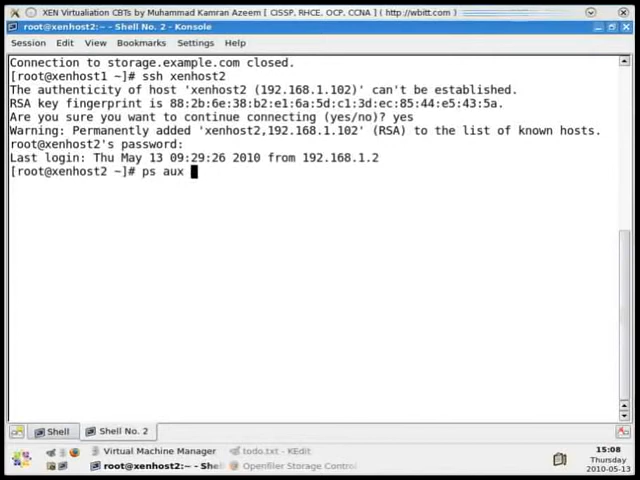 XEN Virtualiation CBTs by Muhammad Kamran Azeem [ CISSP, RHCE, OCP, CCNA ] ( http://wbitt.com )
root@xenhost2:~ - Shell No. 2 - Konsole
Session Edit View Bookmarks Settings Help
Connection to storage.example.com closed.
[root@xenhost1 ~]# ssh xenhost2
The authenticity of host 'xenhost2 (192.168.1.102)' can't be established.
RSA key fingerprint is 88:2b:6e:38:b2:e1:6a:5d:c1:3d:ec:85:44:e5:43:5a.
Are you sure you want to continue connecting (yes/no)? yes
Warning: Permanently added 'xenhost2,192.168.1.102' (RSA) to the list of known hosts.
root@xenhost2's password:
Last login: Thu May 13 09:29:26 2010 from 192.168.1.2
[root@xenhost2 ~]# ps aux
Shell Shell No. 2
Virtual Machine Manager todo.txt - KEdit
root@xenhost2:~ - Shell Openfiler Storage Control
15:08
Thursday
2010-05-13